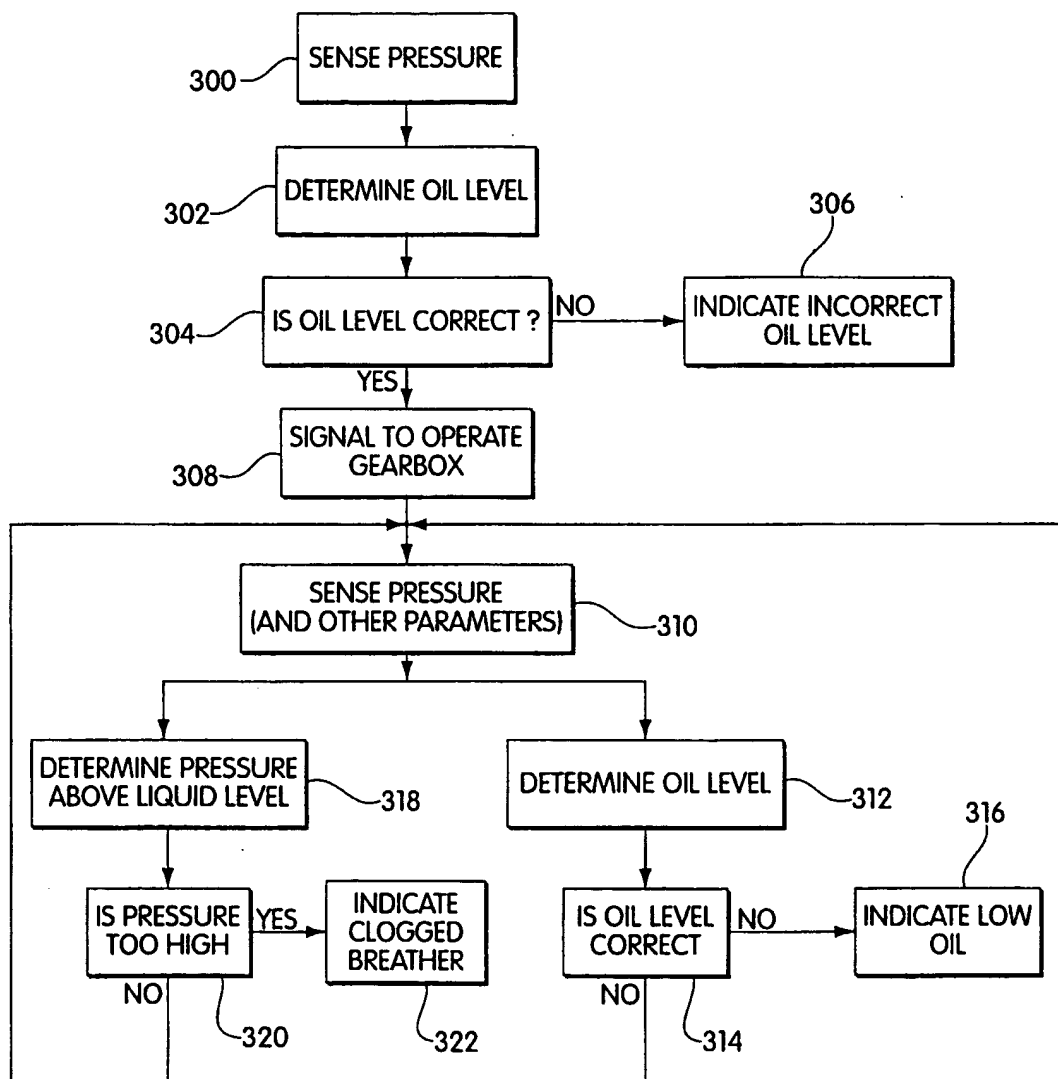 SENSE PRESSURE
300
DETERMINE OIL LEVEL
302
306
IS OIL LEVEL CORRECT ?
304
NO
INDICATE INCORRECT
OIL LEVEL
YES
SIGNAL TO OPERATE
GEARBOX
308
SENSE PRESSURE
(AND OTHER PARAMETERS)
310
DETERMINE PRESSURE
ABOVE LIQUID LEVEL
318
DETERMINE OIL LEVEL
312
316
IS PRESSURE
TOO HIGH
YES
INDICATE
CLOGGED
BREATHER
IS OIL LEVEL
CORRECT
NO
INDICATE LOW
OIL
NO
320
322
NO
314